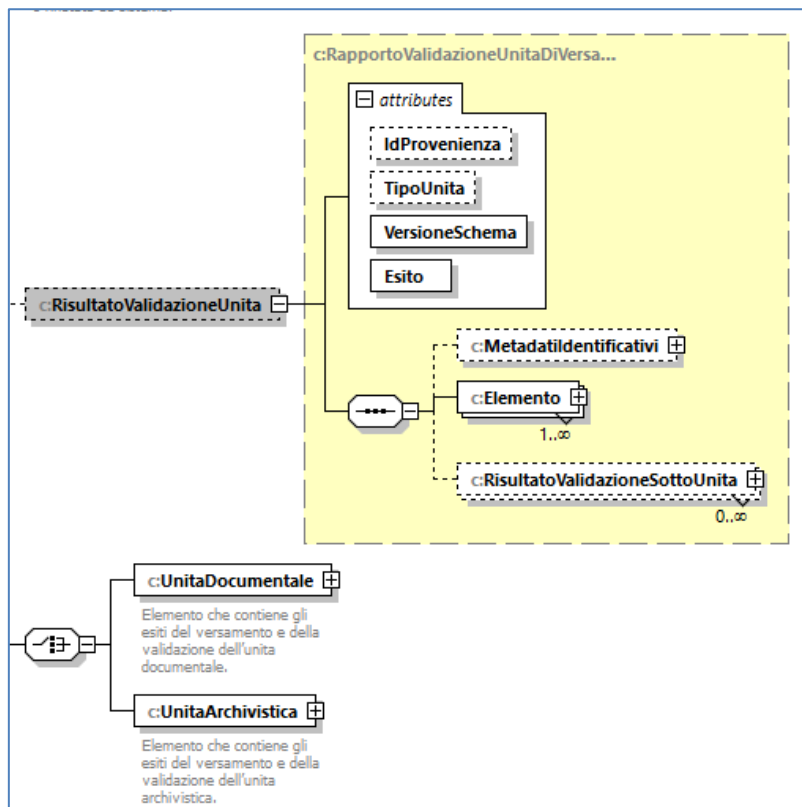 c:RapportoValidazioneUnitaDiVersa...
attributes
IdProvenienza
TipoUnita
VersioneSchema
Esito
c:RisultatoValidazioneUnita
c:MetadatiIdentificativi
c:Elemento
1..∞
c:RisultatoValidazioneSottoUnita
0..∞
c:UnitaDocumentale
Elemento che contiene gli
esiti del versamento e della
validazione dell'unita
documentale.
c:UnitaArchivistica
Elemento che contiene gli
esiti del versamento e della
validazione dell'unita
archivistica.